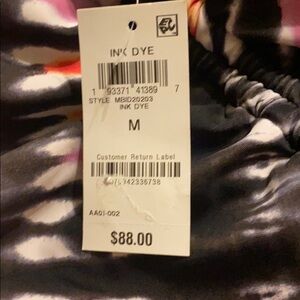 INK DYE
1 93371 41389 7
STYLE MBID20203
INK DYE
M
Customer Return Label
AA01-002
$88.00